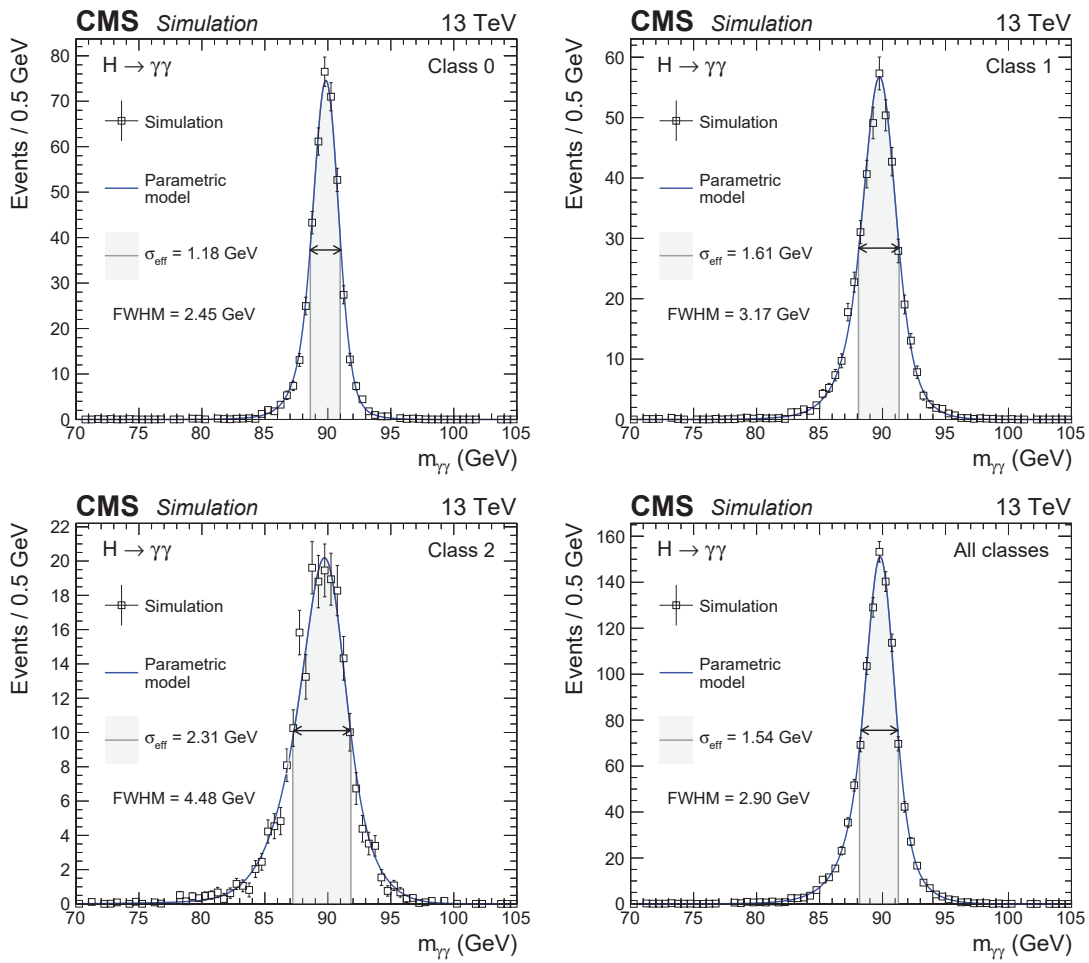 CMS Simulation 13 TeV
H → γγ Class 0
Simulation
Parametric
model
σeff = 1.18 GeV
FWHM = 2.45 GeV
Events / 0.5 GeV
80
70
60
50
40
30
20
10
0
70 75 80 85 90 95 100 105
mγγ (GeV)
CMS Simulation 13 TeV
H → γγ Class 1
Simulation
Parametric
model
σeff = 1.61 GeV
FWHM = 3.17 GeV
Events / 0.5 GeV
60
50
40
30
20
10
0
70 75 80 85 90 95 100 105
mγγ (GeV)
CMS Simulation 13 TeV
H → γγ Class 2
Simulation
Parametric
model
σeff = 2.31 GeV
FWHM = 4.48 GeV
Events / 0.5 GeV
22
20
18
16
14
12
10
8
6
4
2
0
70 75 80 85 90 95 100 105
mγγ (GeV)
CMS Simulation 13 TeV
H → γγ All classes
Simulation
Parametric
model
σeff = 1.54 GeV
FWHM = 2.90 GeV
Events / 0.5 GeV
160
140
120
100
80
60
40
20
0
70 75 80 85 90 95 100 105
mγγ (GeV)